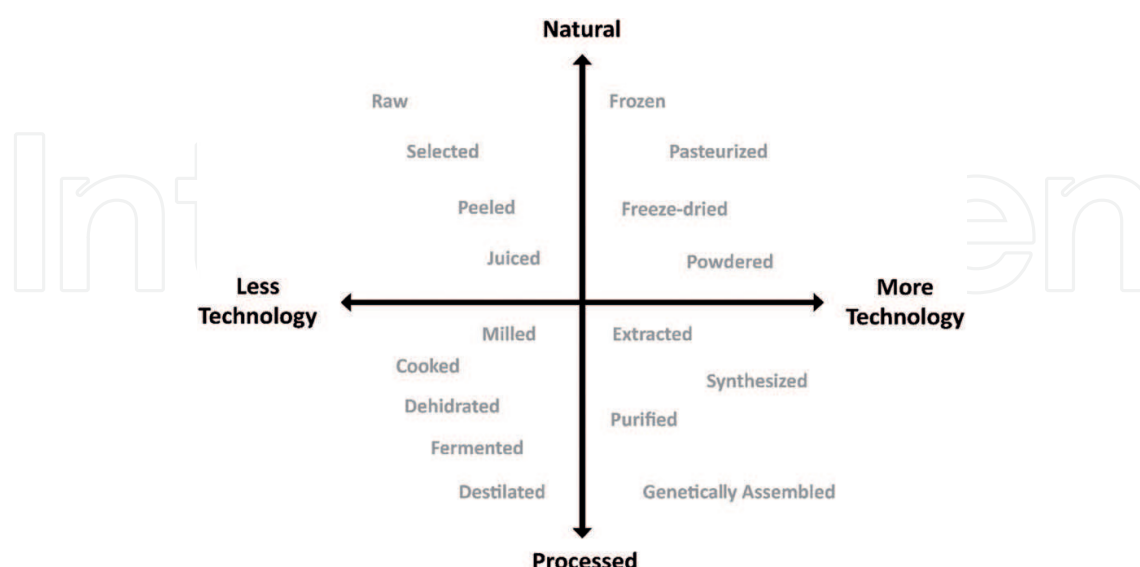 Natural
Raw
Frozen
Selected
Pasteurized
Peeled
Freeze-dried
Juiced
Powdered
Less
Technology
More
Technology
Milled
Extracted
Cooked
Synthesized
Dehidrated
Purified
Fermented
Destilated
Genetically Assembled
Processed